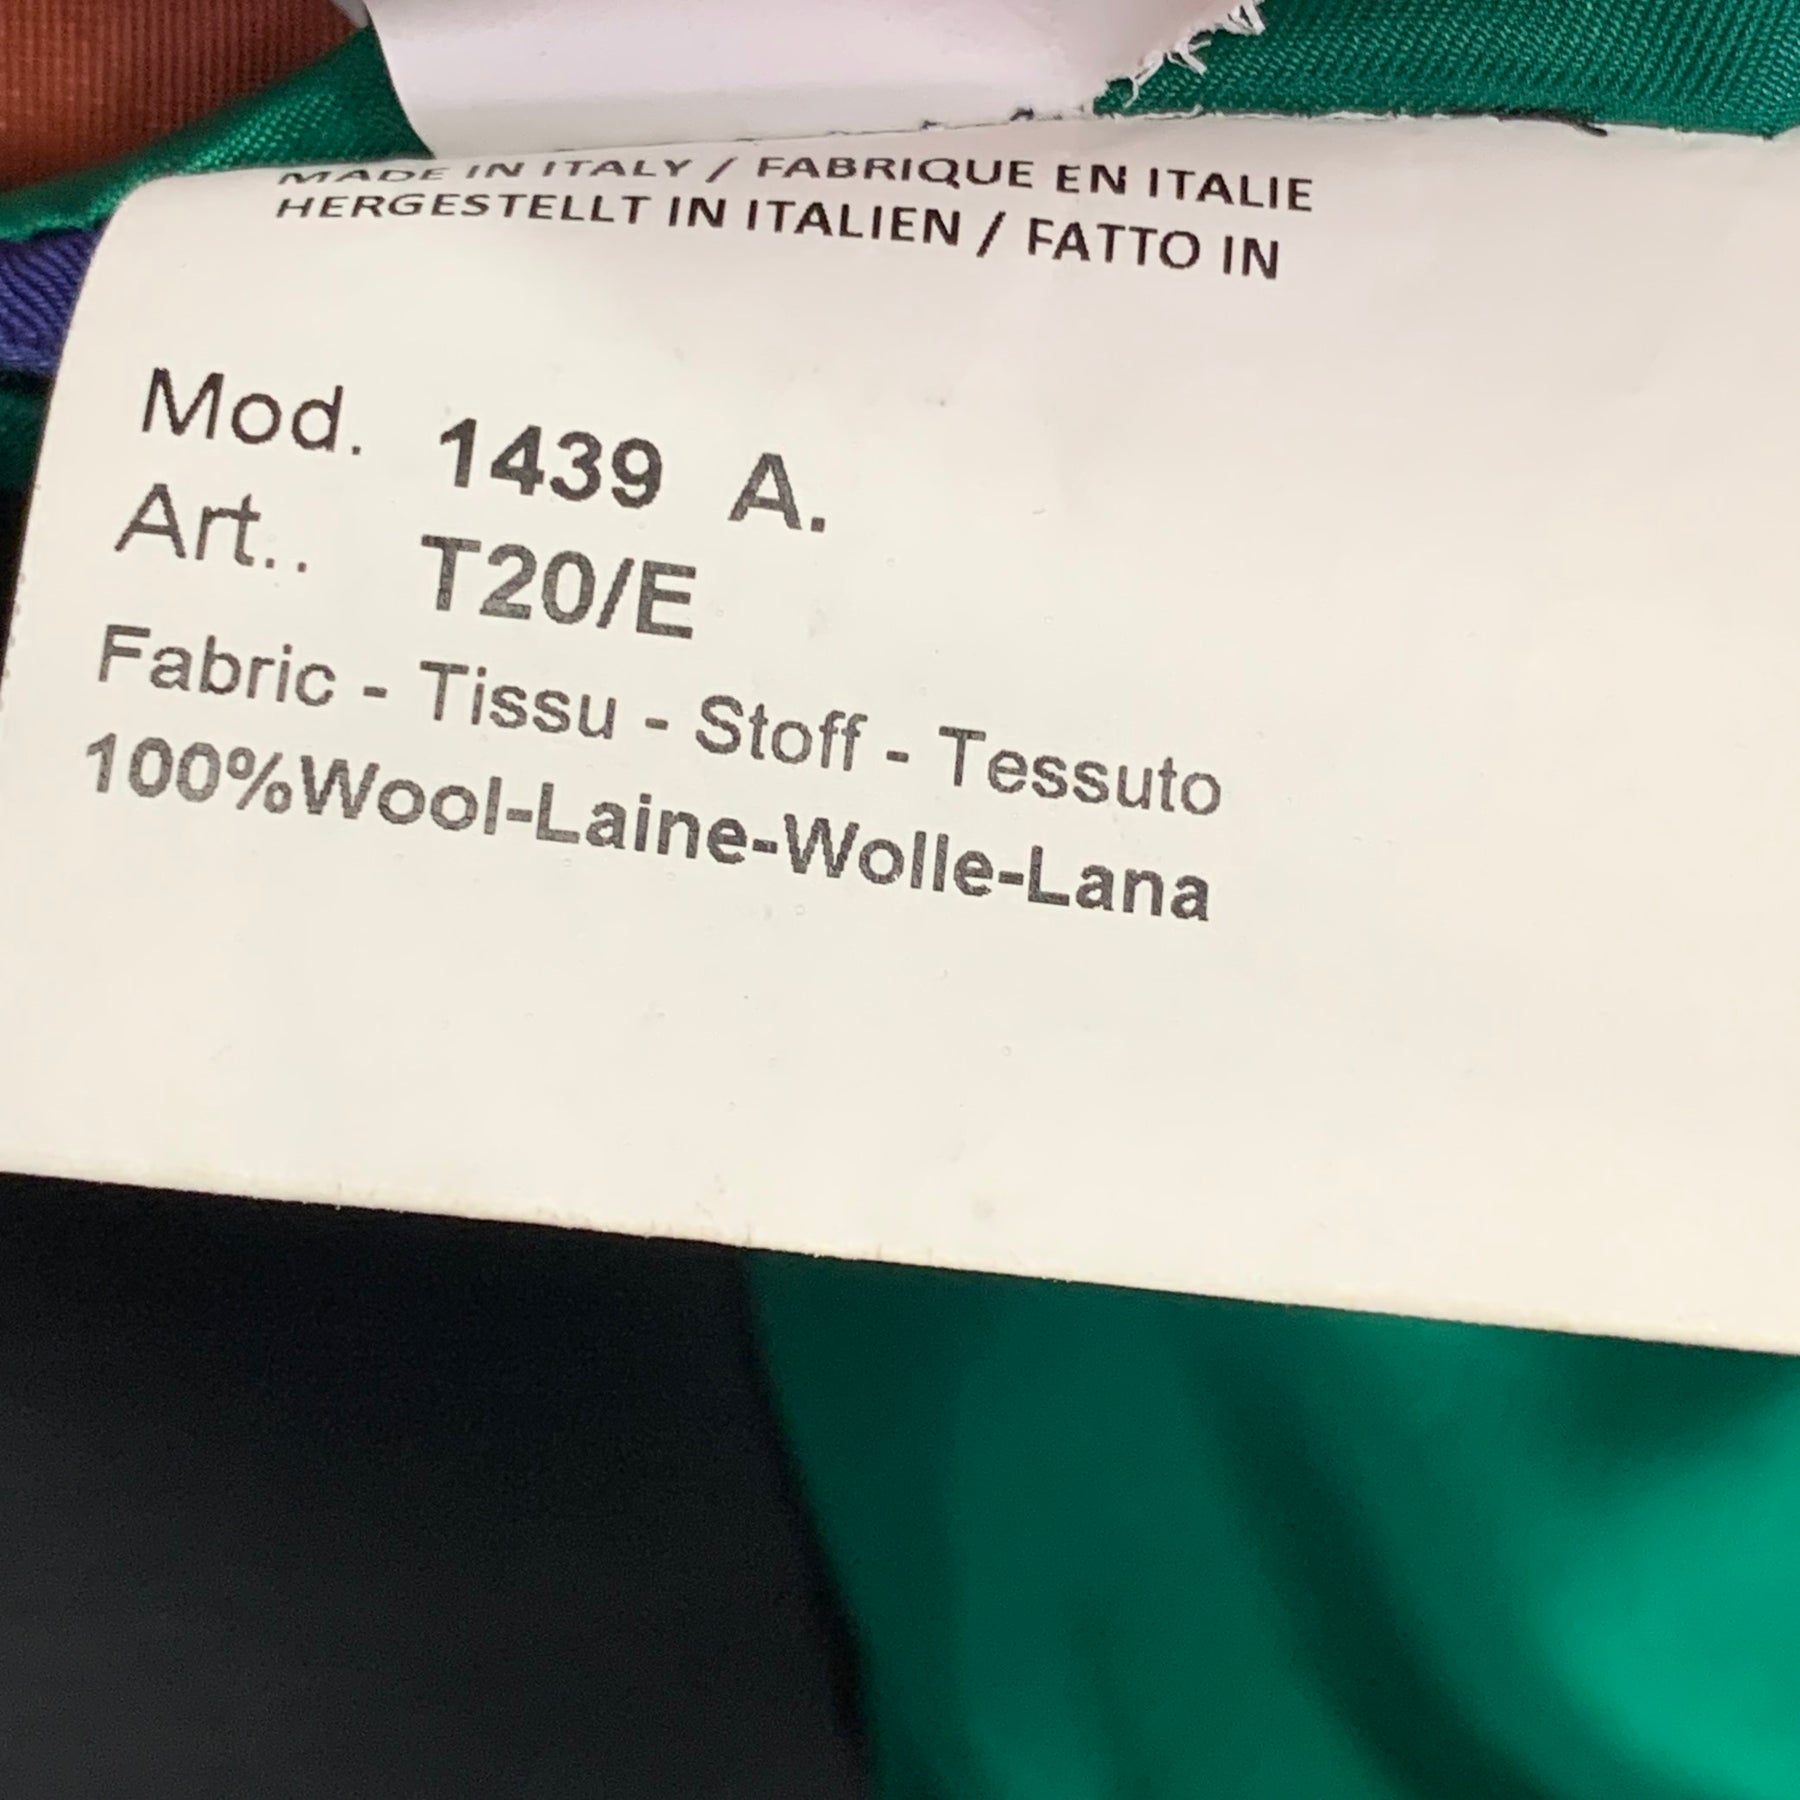 MADE IN ITALY / FABRIQUE EN ITALIE
HERGESTELLT IN ITALIEN / FATTO IN
Mod. 1439 A.
Art.. T20/E
Fabric - Tissu - Stoff - Tessuto
100%Wool-Laine-Wolle-Lana